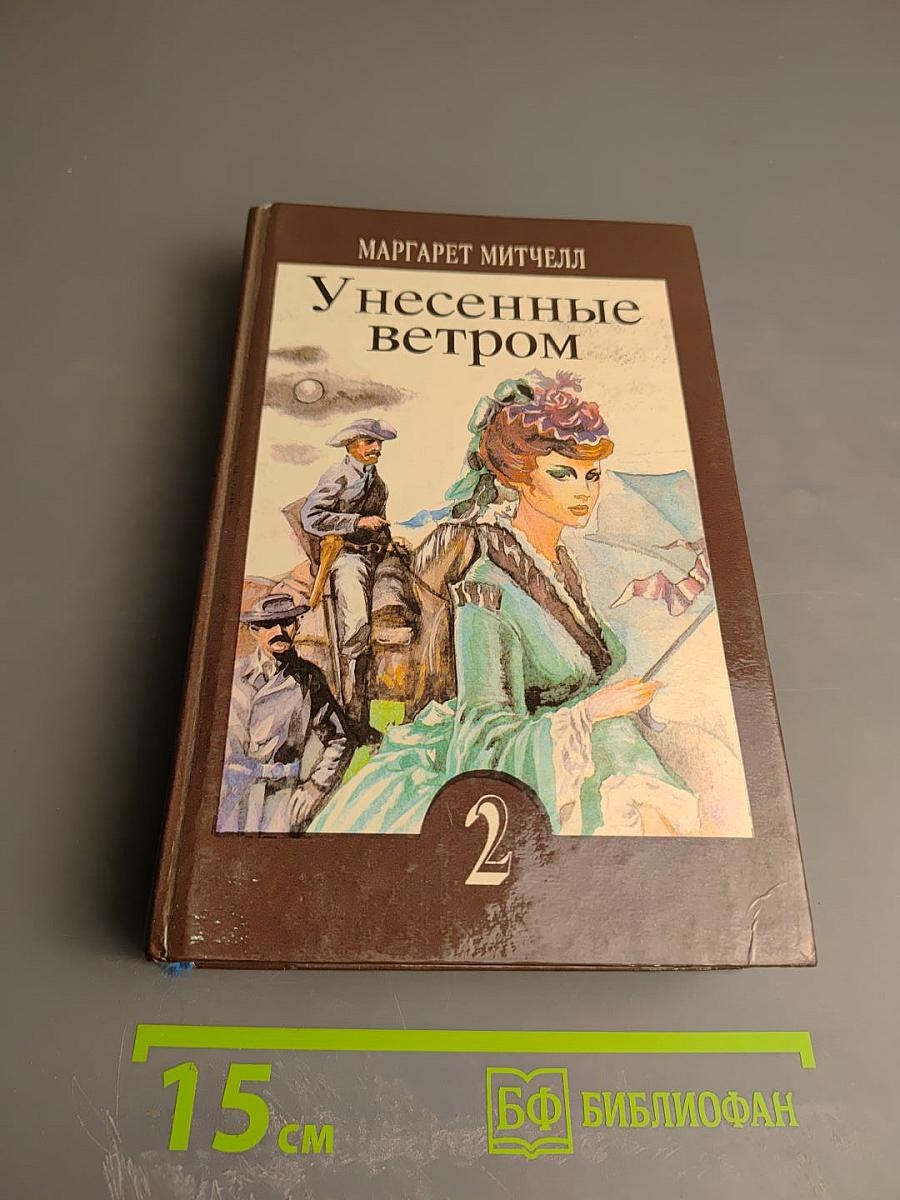 МАРГАРЕТ МИТЧЕЛЛ
Унесенные
ветром
2
15 см
БФ БИБЛИОФАН